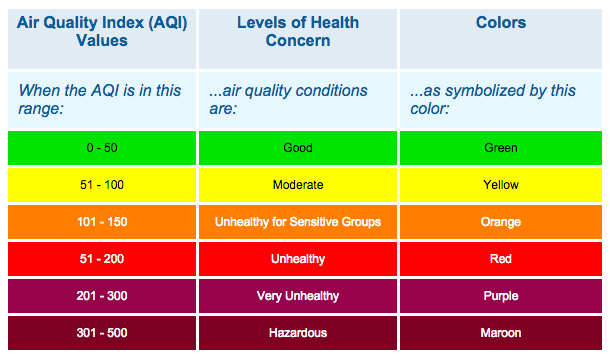 Air Quality Index (AQI) Values
Levels of Health Concern
Colors
When the AQI is in this range:
...air quality conditions are:
...as symbolized by this color:
0 - 50 Good Green
51 - 100 Moderate Yellow
101 - 150 Unhealthy for Sensitive Groups Orange
51 - 200 Unhealthy Red
201 - 300 Very Unhealthy Purple
301 - 500 Hazardous Maroon